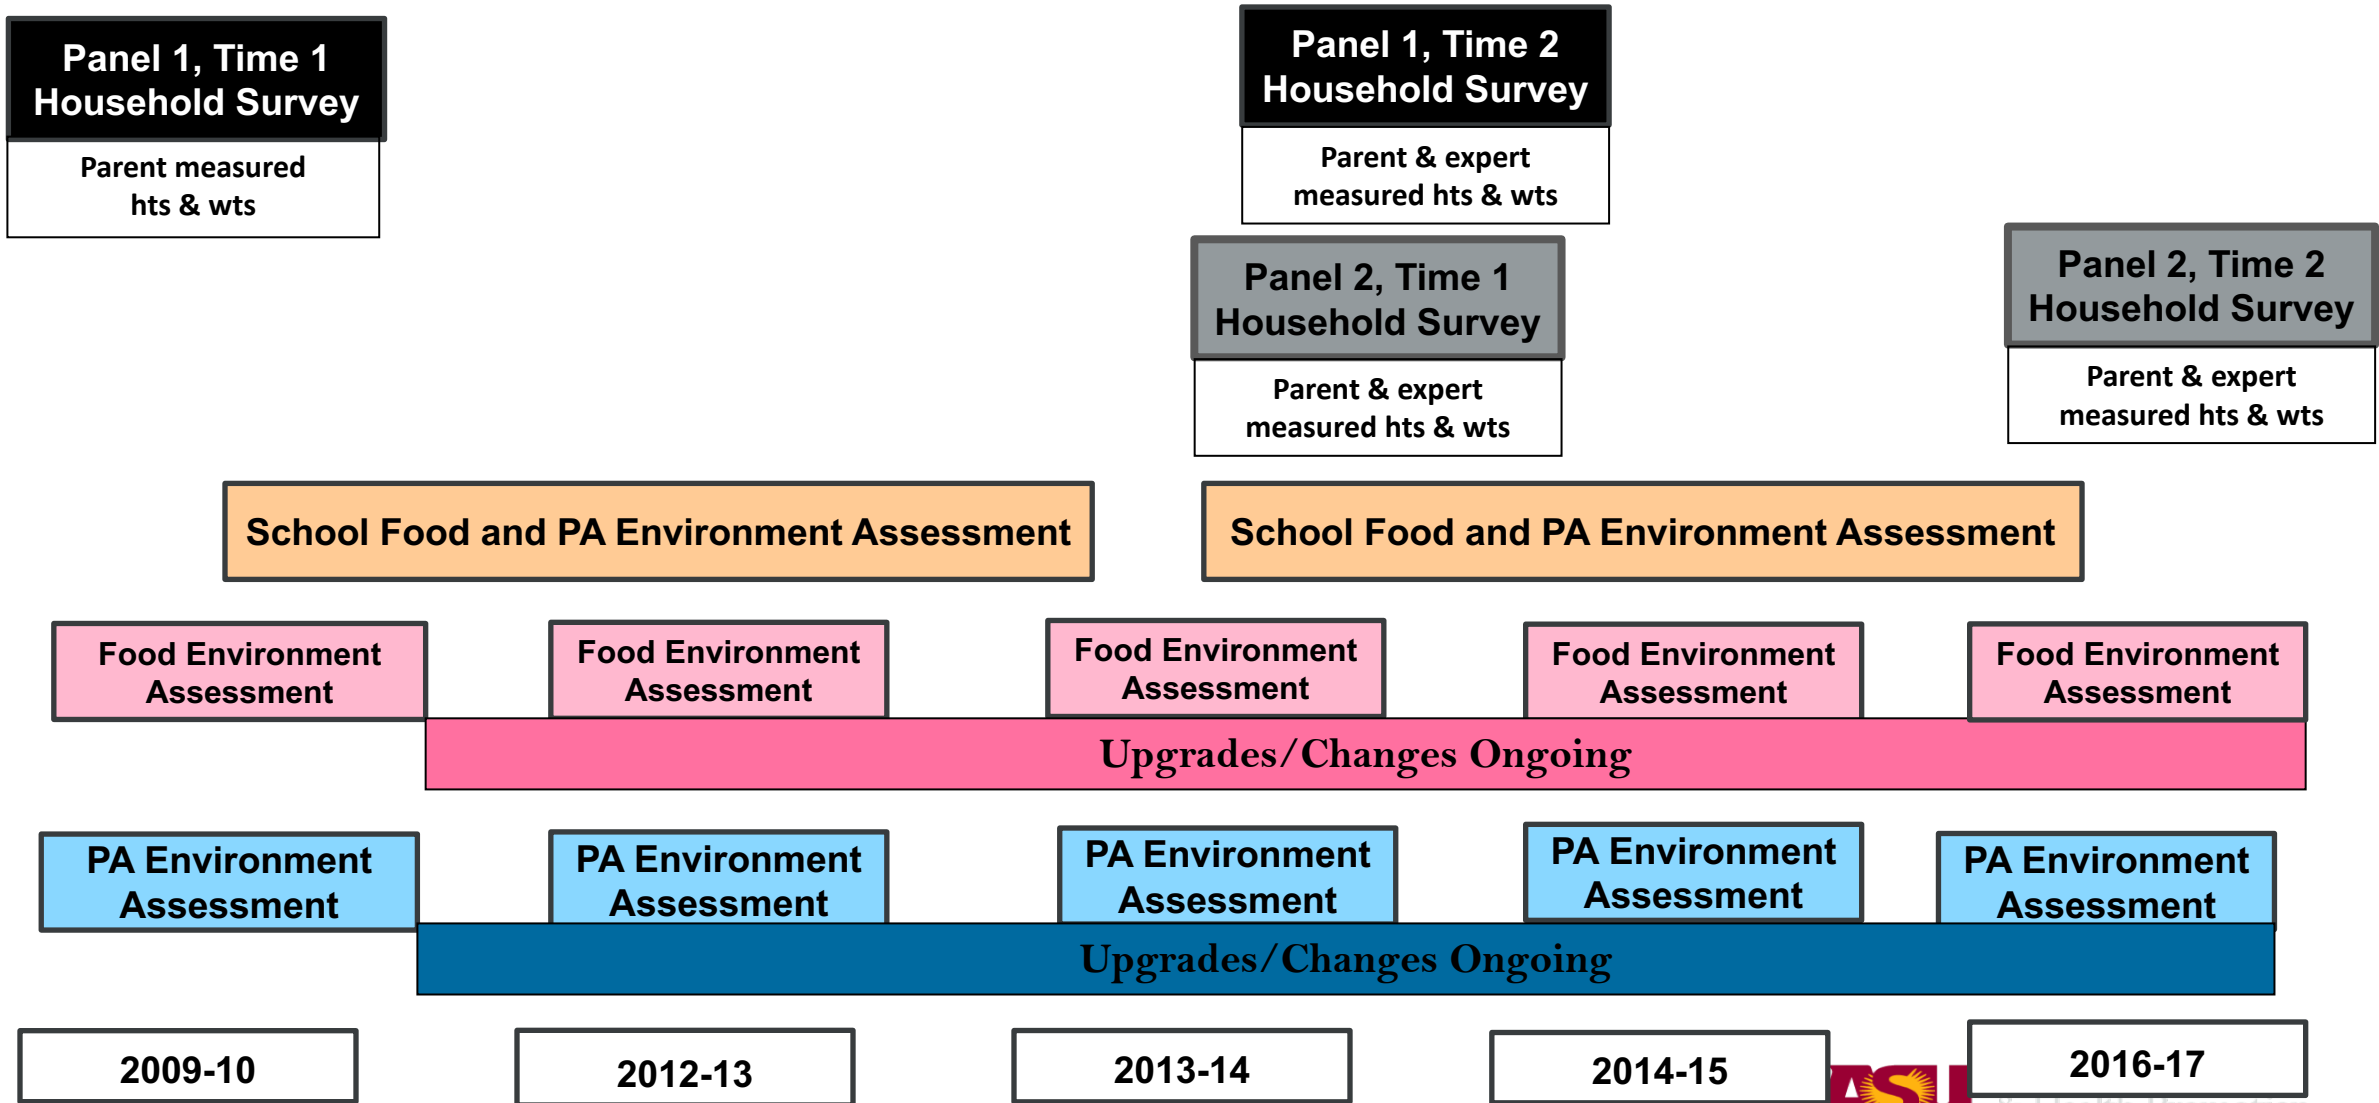 Panel 1, Time 1
Household Survey
Parent measured
hts & wts
Panel 1, Time 2
Household Survey
Parent & expert
measured hts & wts
Panel 2, Time 1
Household Survey
Parent & expert
measured hts & wts
Panel 2, Time 2
Household Survey
Parent & expert
measured hts & wts
School Food and PA Environment Assessment
School Food and PA Environment Assessment
Food Environment
Assessment
Food Environment
Assessment
Food Environment
Assessment
Food Environment
Assessment
Food Environment
Assessment
Upgrades/Changes Ongoing
PA Environment
Assessment
PA Environment
Assessment
PA Environment
Assessment
PA Environment
Assessment
PA Environment
Assessment
Upgrades/Changes Ongoing
2009-10
2012-13
2013-14
2014-15
2016-17
ASU